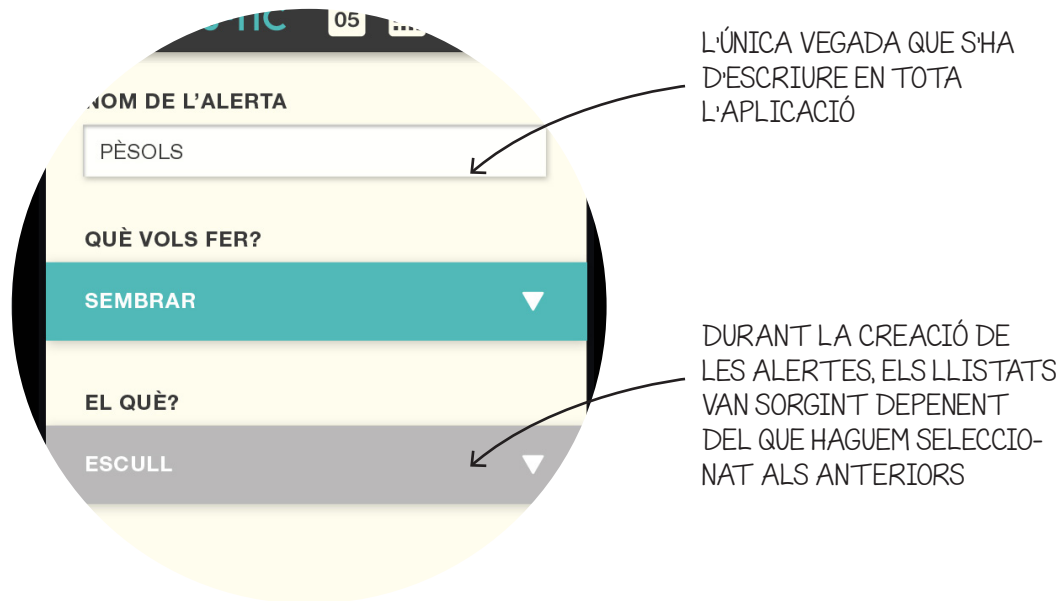 05
NOM DE L'ALERTA
PÈSOLS
QUÈ VOLS FER?
SEMBRAR
EL QUÈ?
ESCULL
L'ÚNICA VEGADA QUE S'HA
D'ESCRIURE EN TOTA
L'APLICACIÓ
DURANT LA CREACIÓ DE
LES ALERTES, ELS LLISTATS
VAN SORGINT DEPENENT
DEL QUE HAGUEM SELECCIO-
NAT ALS ANTERIORS